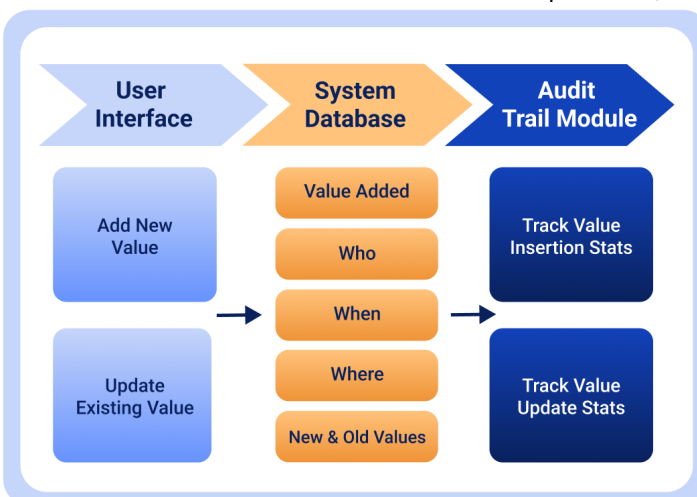 User
Interface
System
Database
Audit
Trail Module
Add New
Value
Update
Existing Value
Value Added
Who
When
Where
New & Old Values
Track Value
Insertion Stats
Track Value
Update Stats